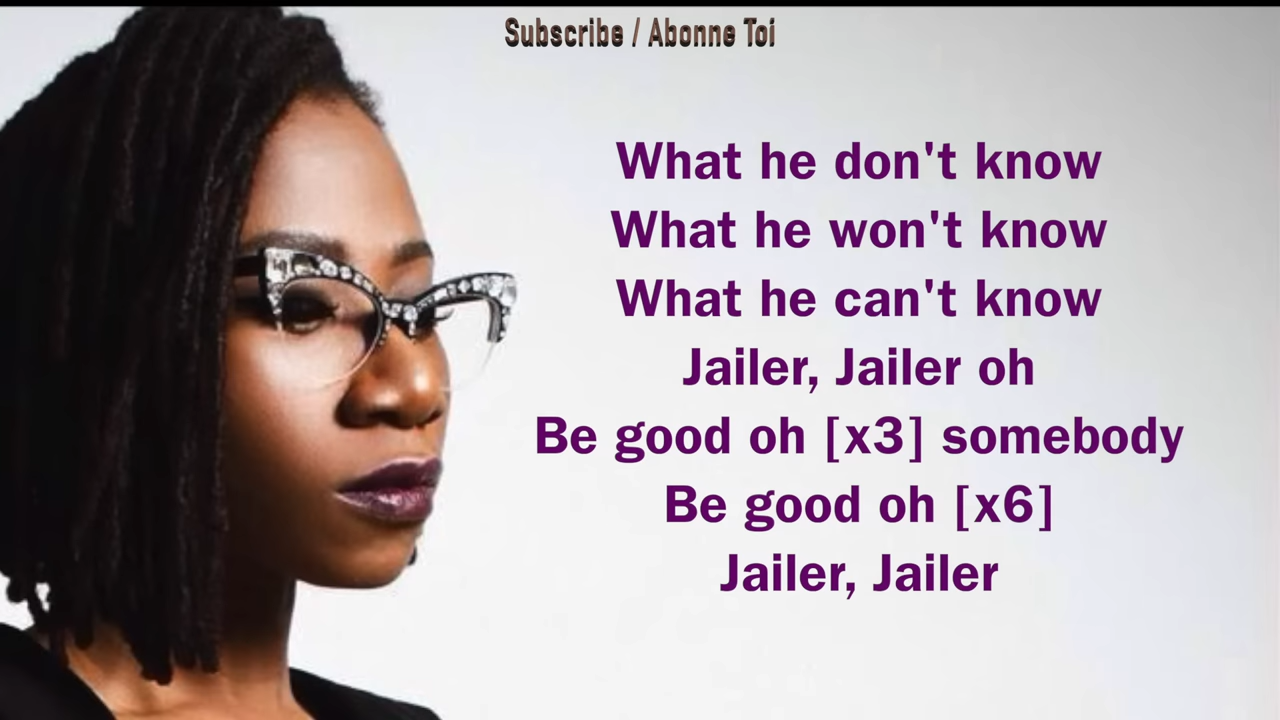 Subscribe / Abonne Toi
What he don't know
What he won't know
What he can't know
Jailer, Jailer oh
Be good oh [x3] somebody
Be good oh [x6]
Jailer, Jailer